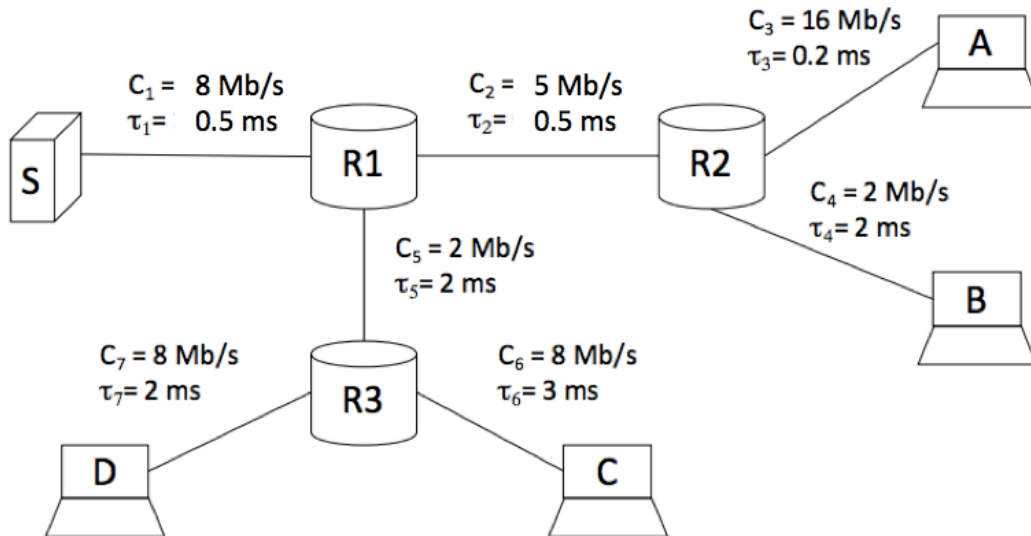 C₃ = 16 Mb/s
τ₃= 0.2 ms
A
C₁ = 8 Mb/s
τ₁= 0.5 ms
C₂ = 5 Mb/s
τ₂= 0.5 ms
S
R1
R2
C₄ = 2 Mb/s
τ₄= 2 ms
C₅ = 2 Mb/s
τ₅= 2 ms
B
C₇ = 8 Mb/s
τ₇= 2 ms
R3
C₆ = 8 Mb/s
τ₆= 3 ms
D
C